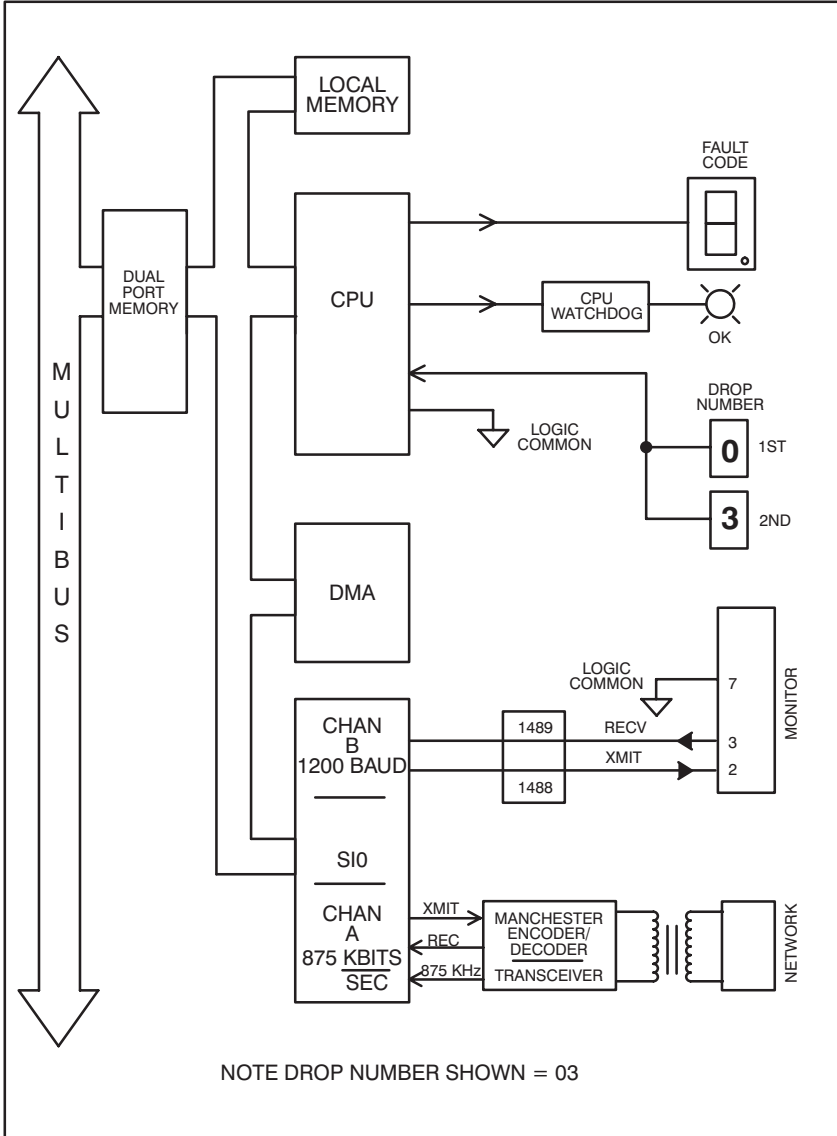 LOCAL
MEMORY
FAULT
CODE
DUAL
PORT
MEMORY
CPU
CPU
WATCHDOG
OK
MULTIBUS
LOGIC
COMMON
DROP
NUMBER
0
1ST
3
2ND
DMA
LOGIC
COMMON
7
MONITOR
CHAN
B
1200 BAUD
1489
RECV
3
XMIT
2
1488
SI0
CHAN
A
875 KBITS
SEC
XMIT
REC
875 KHz
MANCHESTER
ENCODER/
DECODER
TRANSCEIVER
NETWORK
NOTE DROP NUMBER SHOWN = 03